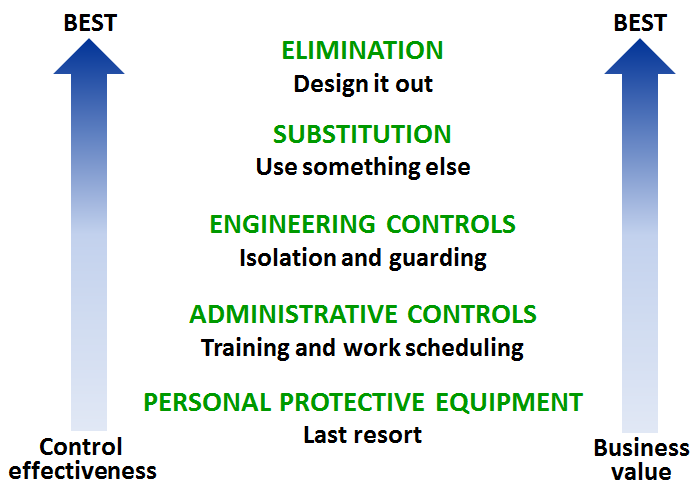 BEST
BEST
ELIMINATION
Design it out
SUBSTITUTION
Use something else
ENGINEERING CONTROLS
Isolation and guarding
ADMINISTRATIVE CONTROLS
Training and work scheduling
PERSONAL PROTECTIVE EQUIPMENT
Last resort
Control
effectiveness
Business
value